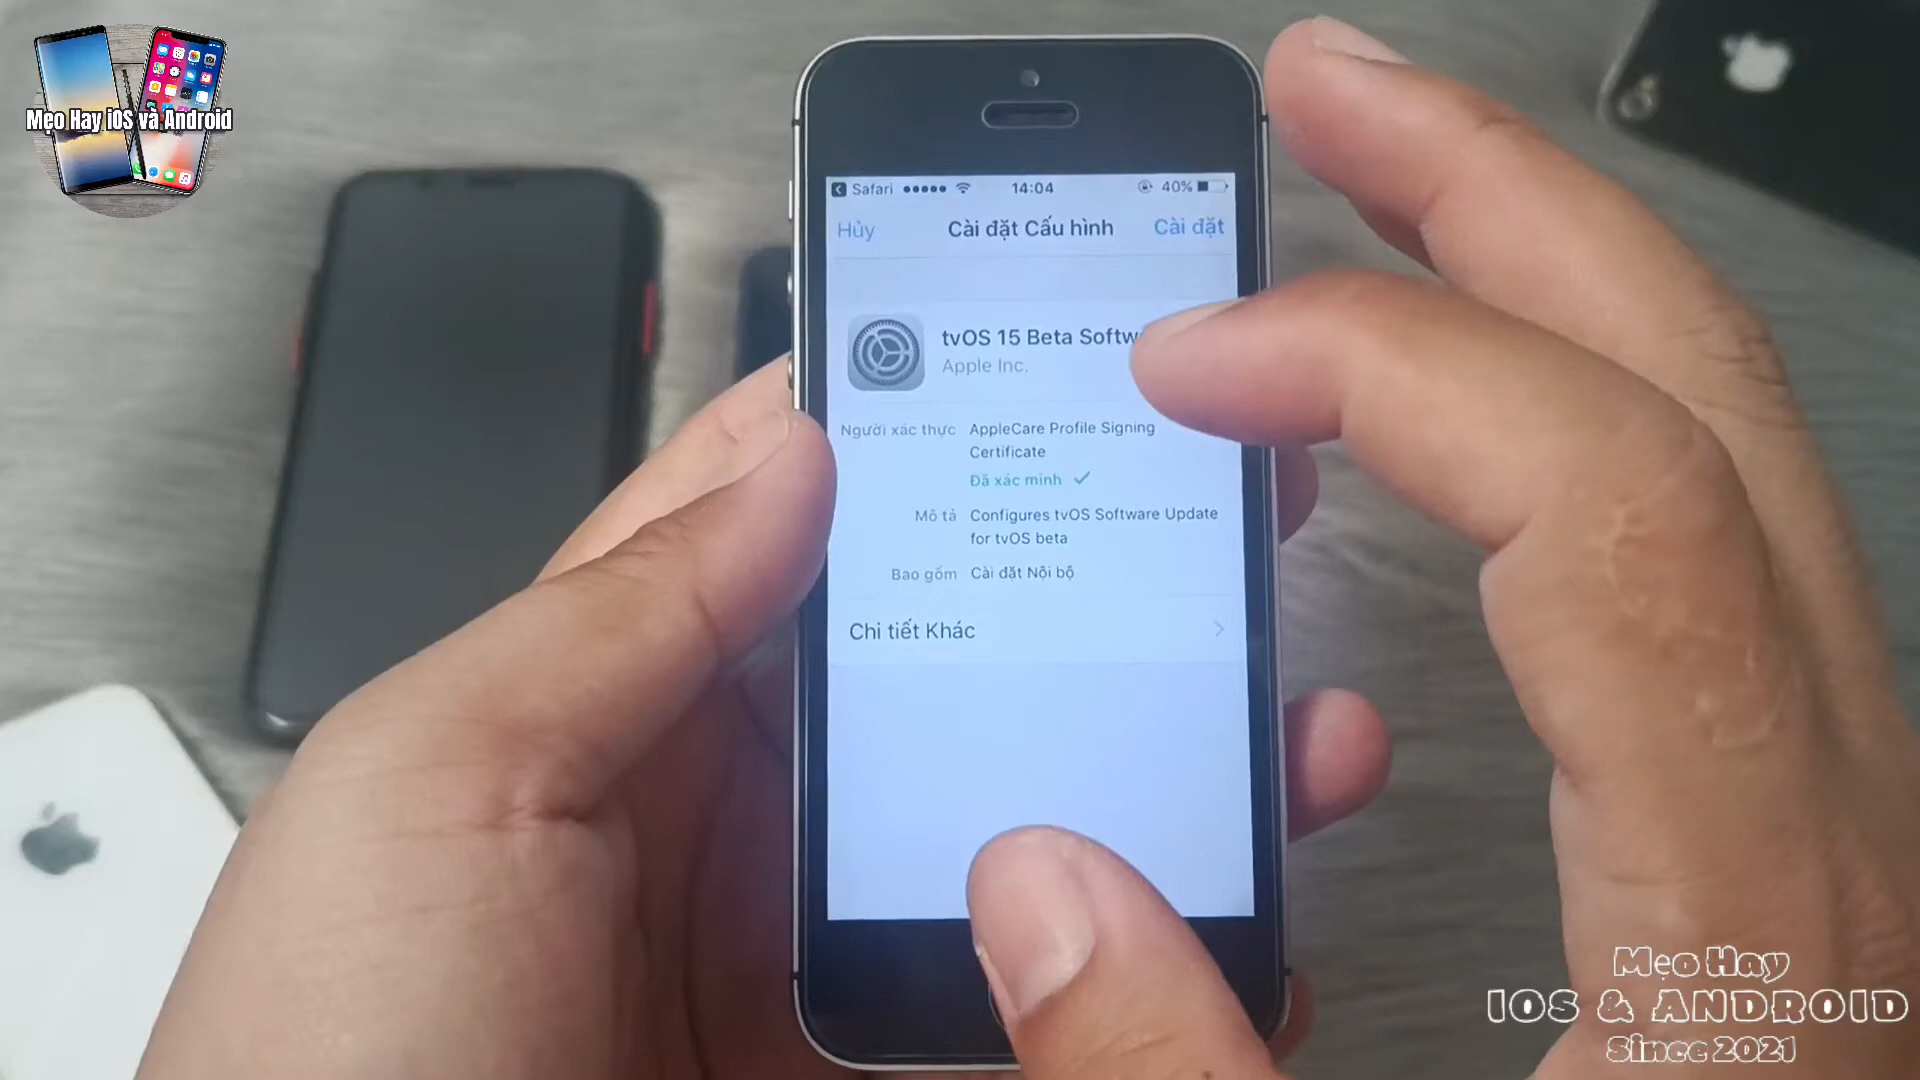 Mẹo Hay iOS và Android
Safari 14:04 40%
Hủy Cài đặt Cấu hình Cài đặt
tvOS 15 Beta
Apple Inc.
Người xác thực AppleCare Profile Signing
Certificate
Đã xác minh
Mô tả Configures tvOS Software Update
for tvOS beta
Bao gồm Cài đặt Nội bộ
Chi tiết Khác
Mẹo Hay
IOS & ANDROID
Since 2021